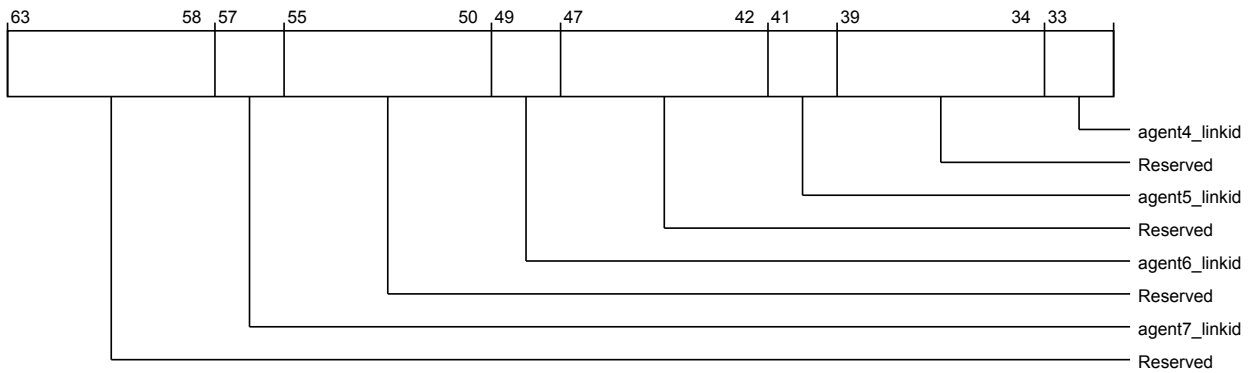 63 58 57 55 50 49 47 42 41 39 34 33
agent4_linkid
Reserved
agent5_linkid
Reserved
agent6_linkid
Reserved
agent7_linkid
Reserved